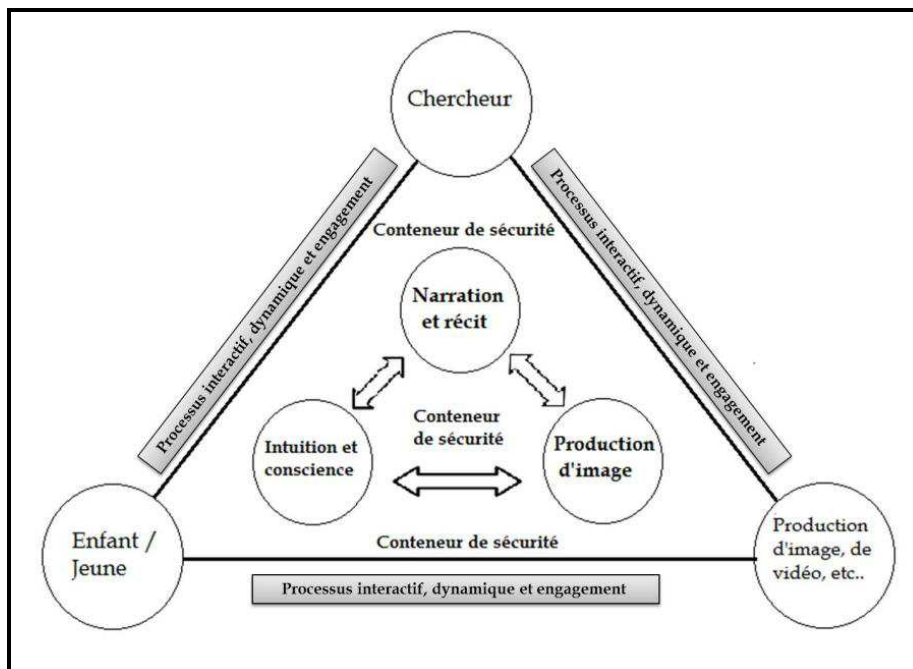 Chercheur
Processus interactif, dynamique et engagement
Processus interactif, dynamique et engagement
Conteneur de sécurité
Narration
et récit
Conteneur
de sécurité
Intuition et
conscience
Production
d'image
Enfant /
Jeune
Conteneur de sécurité
Production
d'image, de
vidéo, etc..
Processus interactif, dynamique et engagement